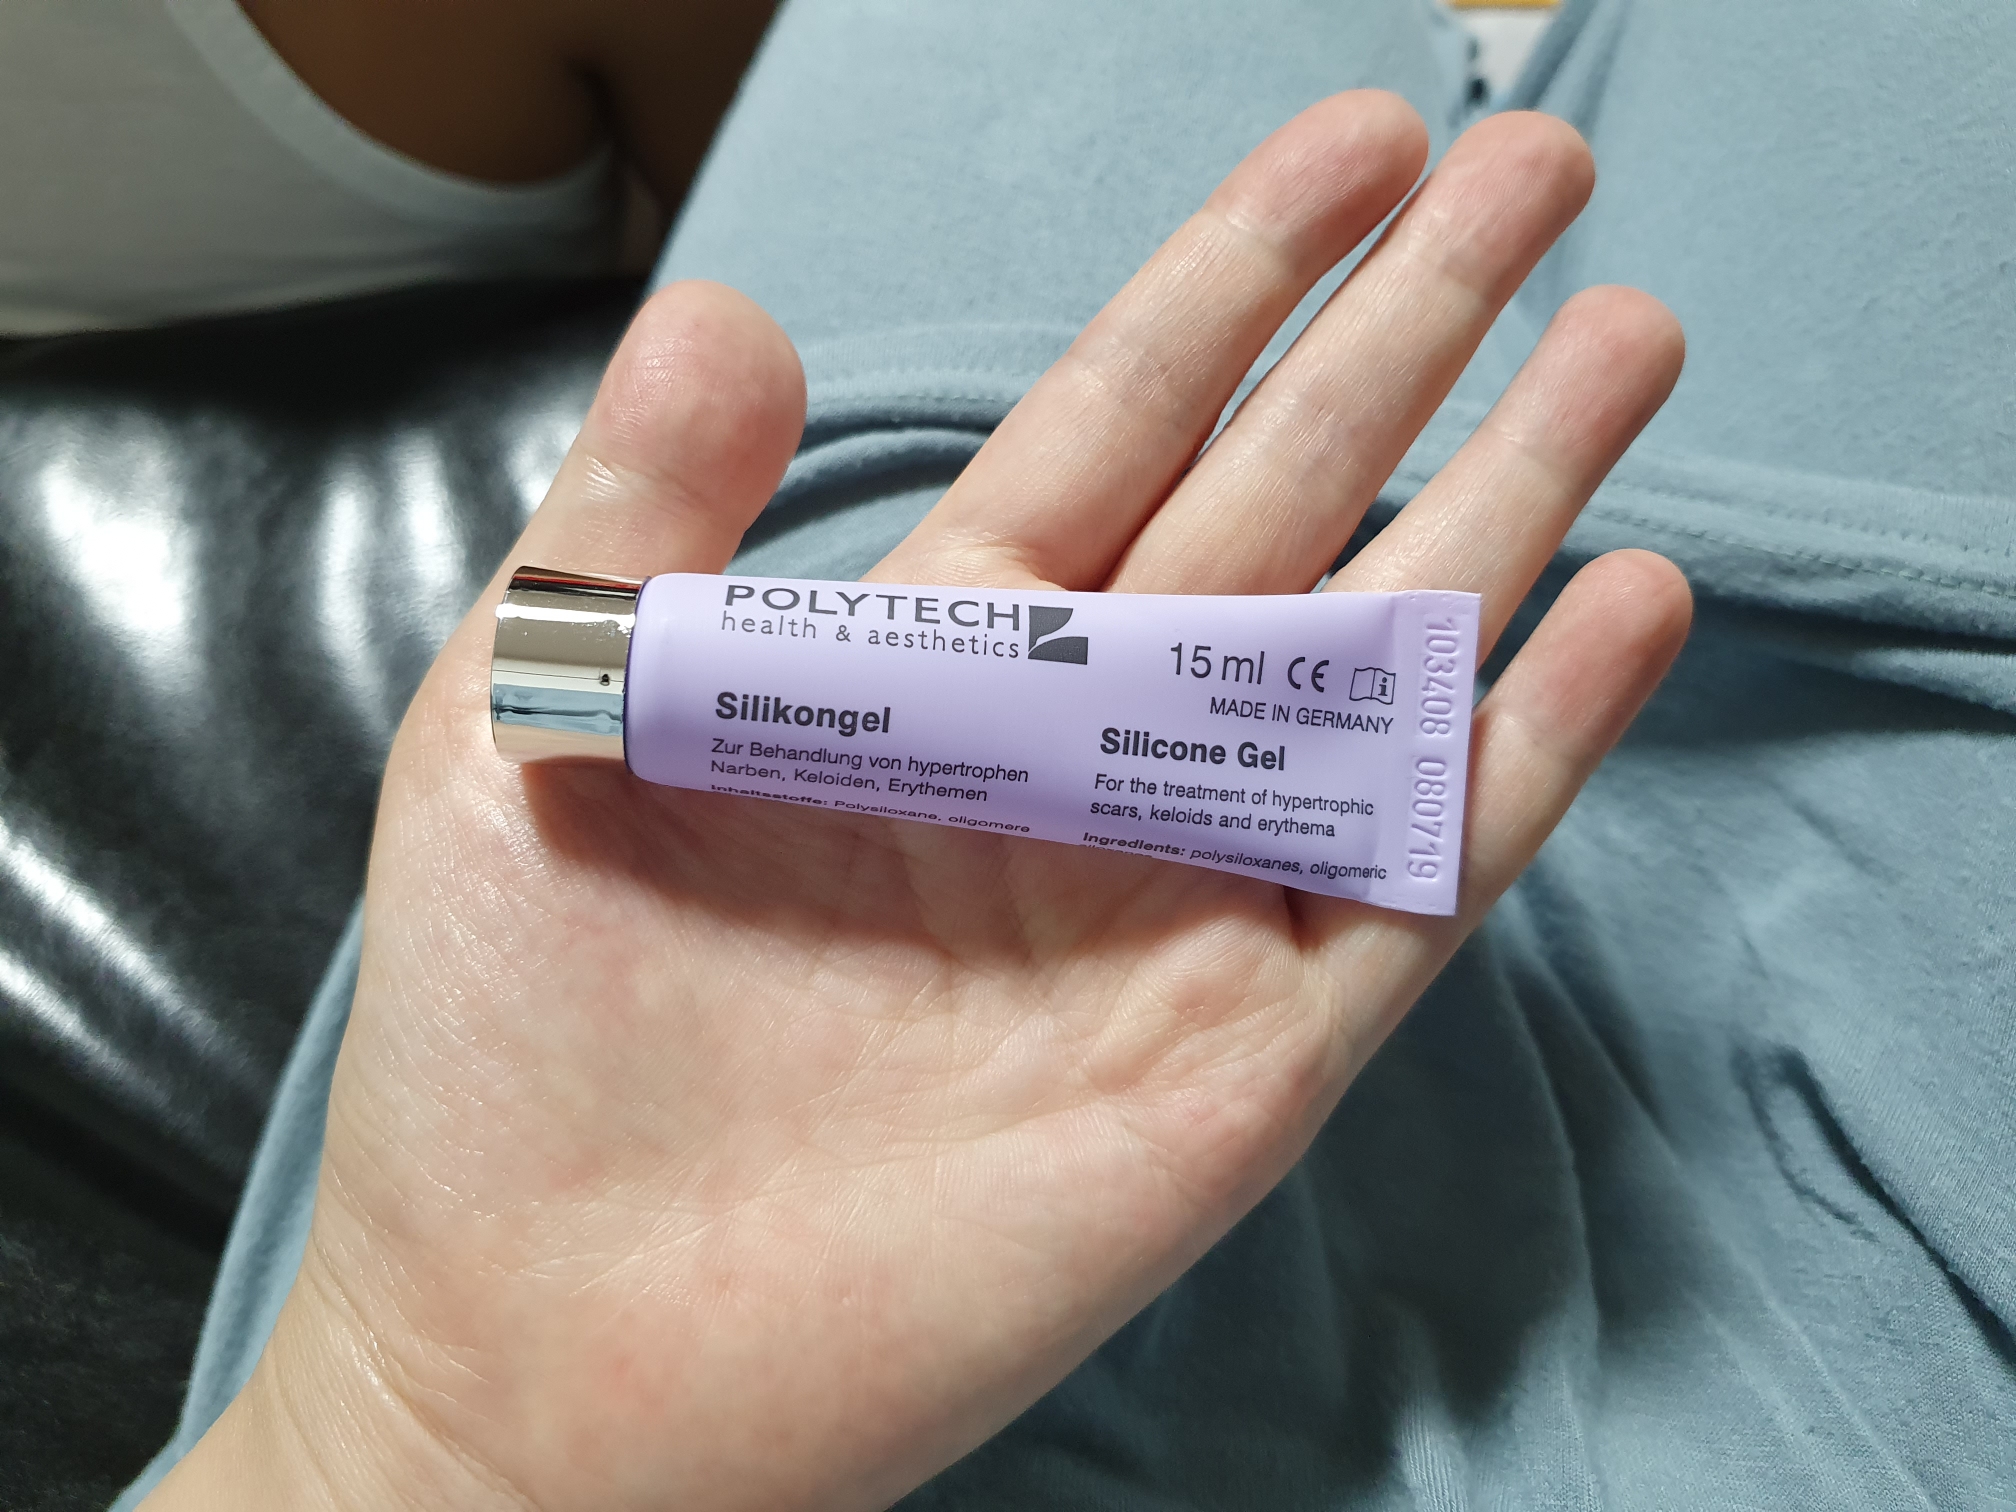 POLYTECH
health & aesthetics
Silikongel
Zur Behandlung von hypertrophen
Narben, Keloiden, Erythemen
Inhaltsstoffe: Polysiloxane, oligomere
15 ml CE
MADE IN GERMANY
Silicone Gel
For the treatment of hypertrophic
scars, keloids and erythema
Ingredients: polysiloxanes, oligomeric
103408 080719